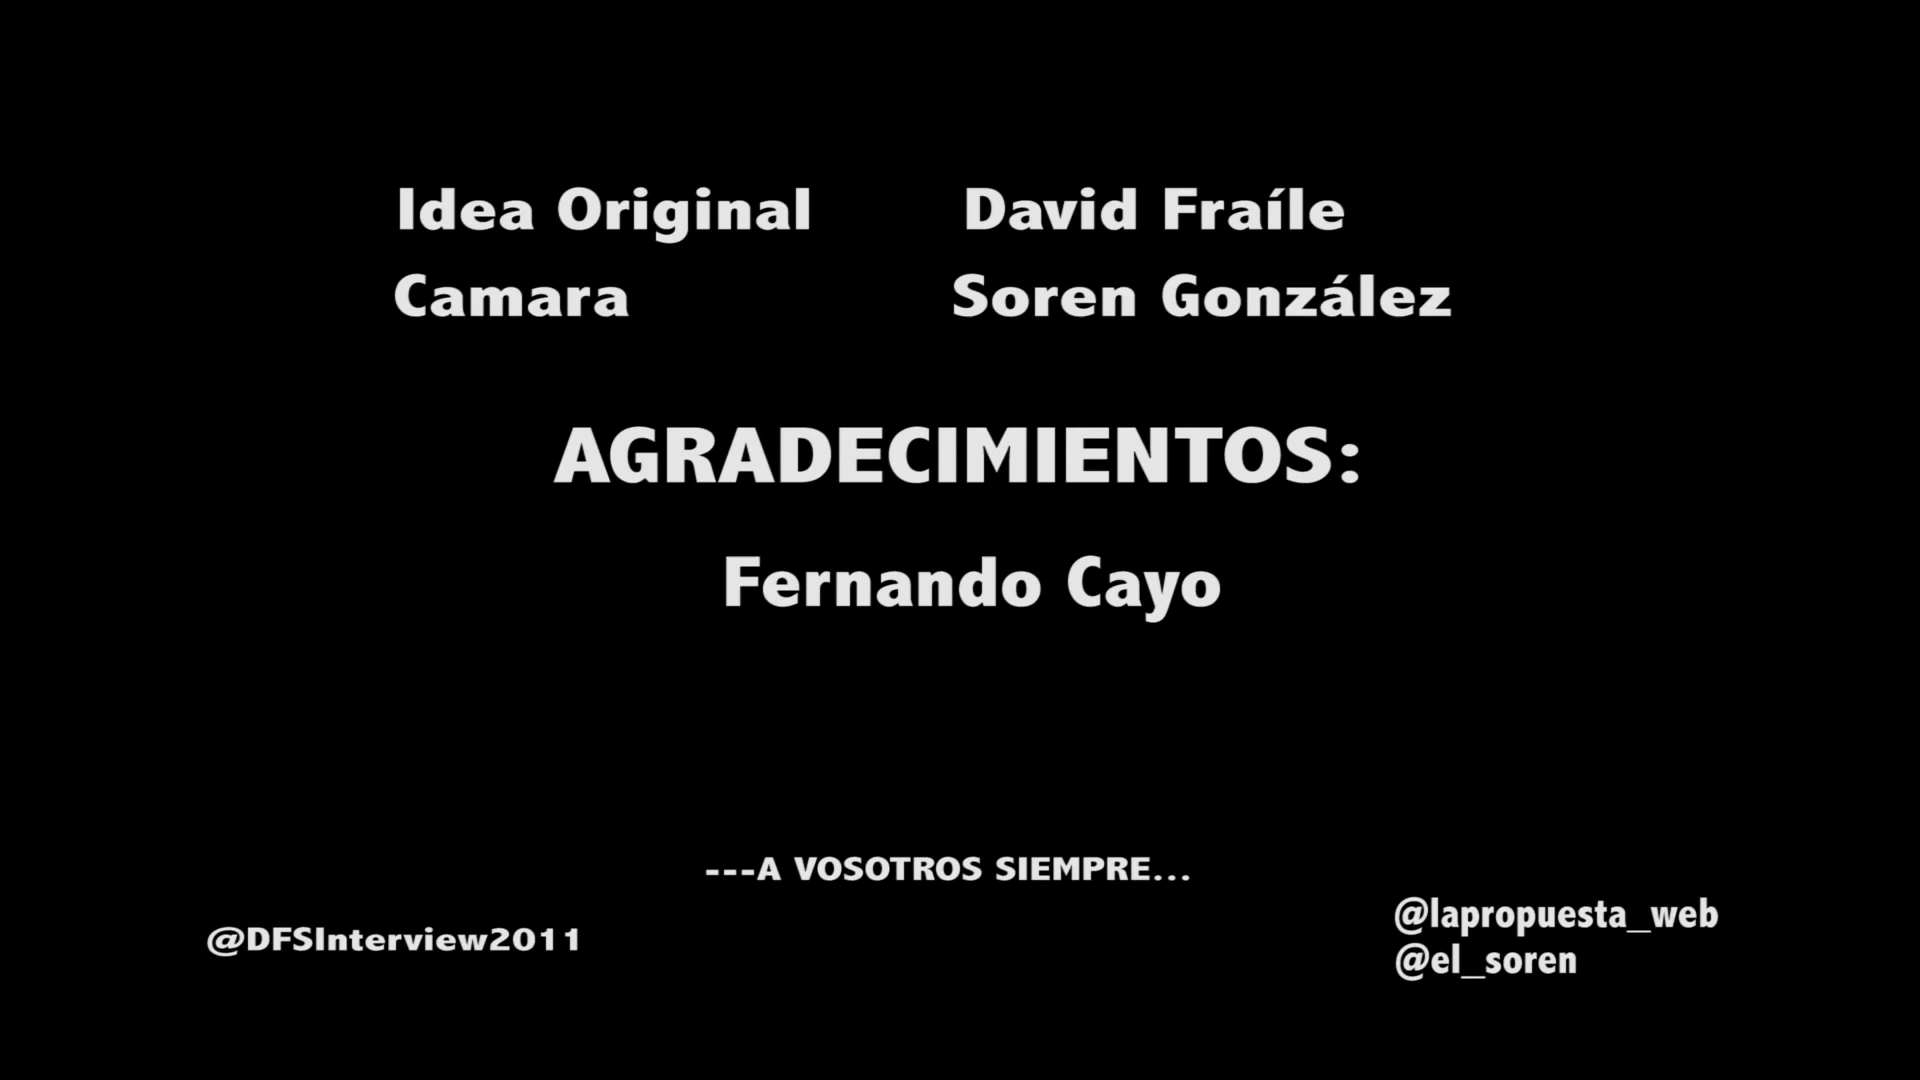 Idea Original David Fraíle
Camara Soren González
AGRADECIMIENTOS:
Fernando Cayo
---A VOSOTROS SIEMPRE...
@DFSInterview2011
@lapropuesta_web
@el_soren